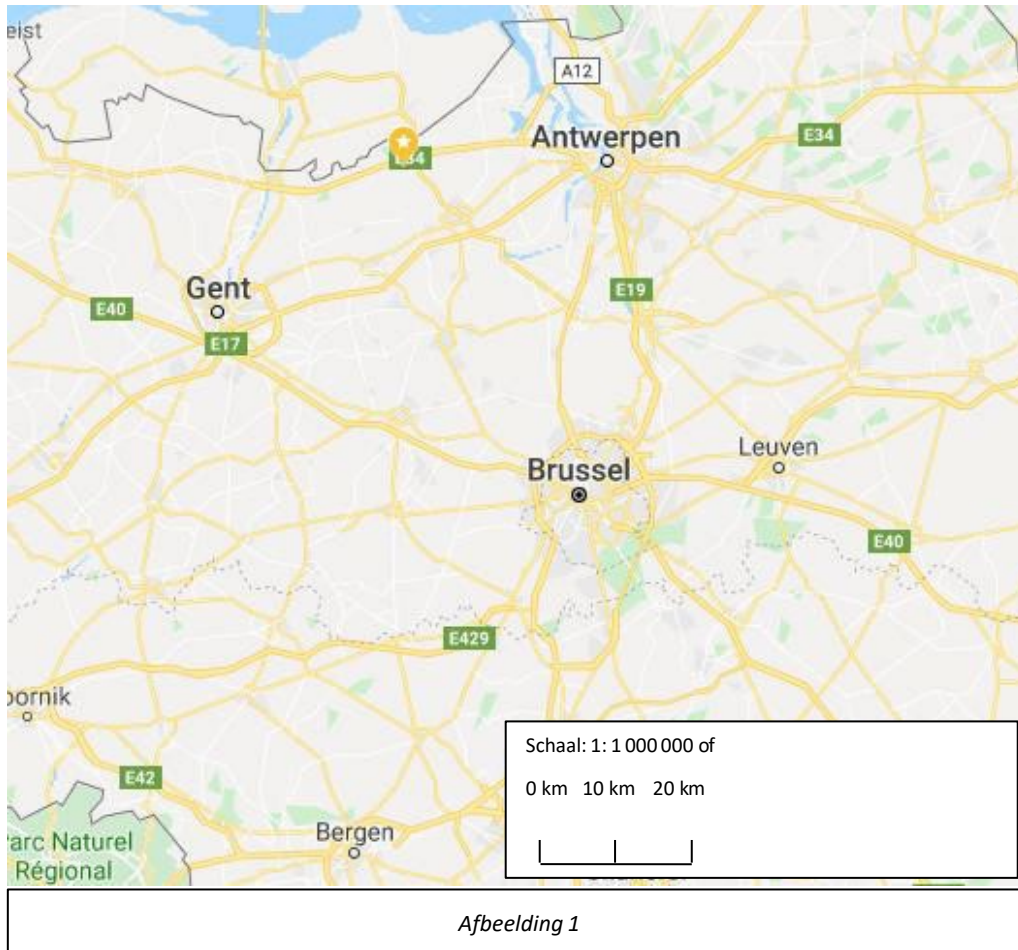 eist
A12
Antwerpen
E34
E34
Gent
E40
E19
E17
Leuven
Brussel
E40
E429
oornik
Schaal: 1: 1 000 000 of
0 km 10 km 20 km
E42
Bergen
arc Naturel
Régional
Afbeelding 1